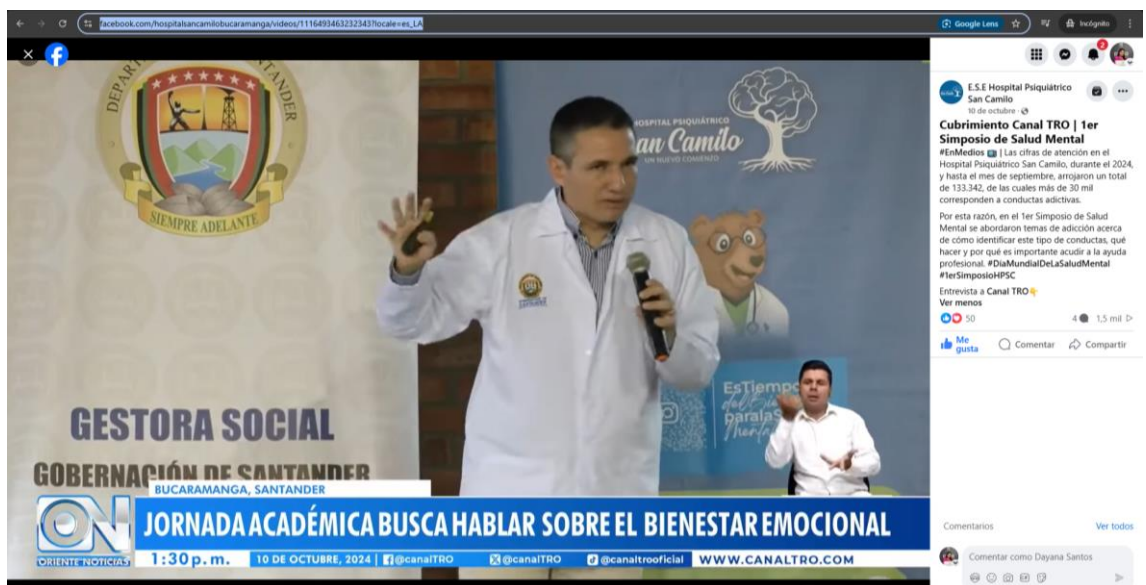 facebook.com/hospitalsancamilobucaramanga/videos/1116493463232343?locale=es_LA
Google Lens
Incógnito
DEPARTAMENTO SANTANDER
SIEMPRE ADELANTE
HOSPITAL PSIQUIÁTRICO
San Camilo
UN NUEVO COMIENZO
EsTiempo
paralaS
GESTORA SOCIAL
GOBERNACIÓN DE SANTANDER
BUCARAMANGA, SANTANDER
ON
ORIENTE NOTICIAS
JORNADA ACADÉMICA BUSCA HABLAR SOBRE EL BIENESTAR EMOCIONAL
1:30 p. m.
10 DE OCTUBRE, 2024 | @canalTRO @canalTRO @canaltrooficial WWW.CANALTRO.COM
2
E.S.E Hospital Psiquiátrico
San Camilo
10 de octubre
Cubrimiento Canal TRO | 1er
Simposio de Salud Mental
#EnMedios | Las cifras de atención en el
Hospital Psiquiátrico San Camilo, durante el 2024,
y hasta el mes de septiembre, arrojaron un total
de 133.342, de las cuales más de 30 mil
corresponden a conductas adictivas.
Por esta razón, en el 1er Simposio de Salud
Mental se abordaron temas de adicción acerca
de cómo identificar este tipo de conductas, qué
hacer y por qué es importante acudir a la ayuda
profesional. #DiaMundialDeLaSaludMental
#1erSimposioHPSC
Entrevista a Canal TRO
Ver menos
50
4 1,5 mil
Me
gusta
Comentar
Compartir
Comentarios
Ver todos
Comentar como Dayana Santos